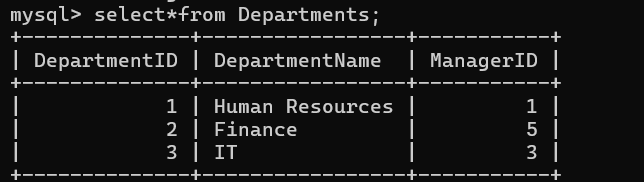 mysql> select*from Departments;
+--------------+-----------------+-----------+
| DepartmentID | DepartmentName  | ManagerID |
+--------------+-----------------+-----------+
|            1 | Human Resources |         1 |
|            2 | Finance         |         5 |
|            3 | IT              |         3 |
+--------------+-----------------+-----------+